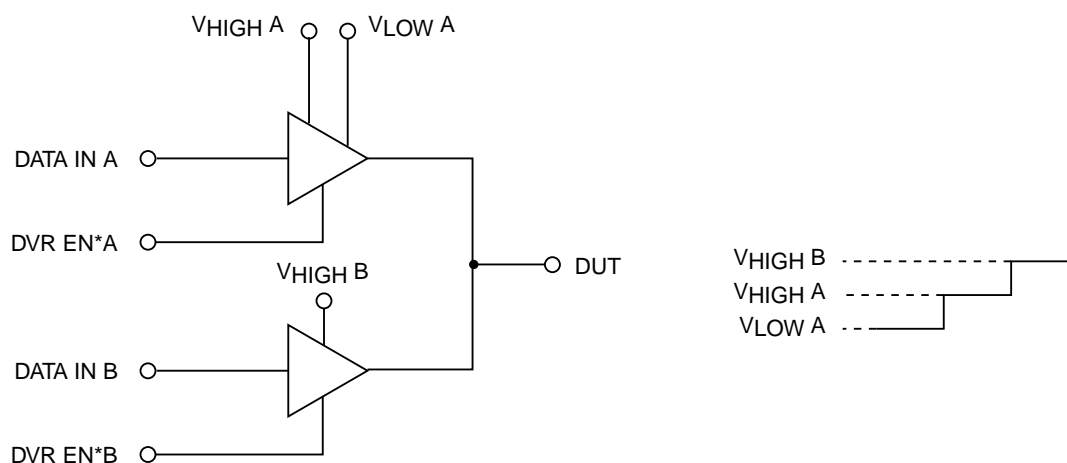 VHIGH A
VLOW A
DATA IN A
DVR EN*A
VHIGH B
DUT
DATA IN B
DVR EN*B
VHIGH B
VHIGH A
VLOW A